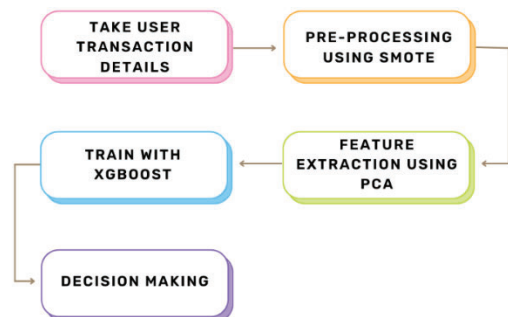 TAKE USER
TRANSACTION
DETAILS
PRE-PROCESSING
USING SMOTE
FEATURE
EXTRACTION USING
PCA
TRAIN WITH
XGBOOST
DECISION MAKING